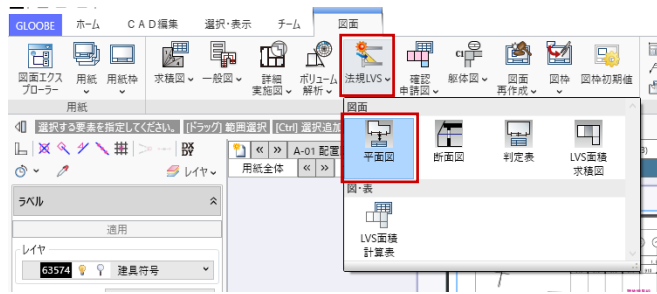 GLOOBE ホーム ＣＡＤ編集 選択・表示 チーム 図面
図面エクス
プローラー
用紙
用紙枠
求積図
一般図
詳細
実施図
ボリューム
解析
法規LVS
確認
申請図
躯体図
図面
再作成
図枠
図枠初期値
用紙
図面
選択する要素を指定してください。 [ドラッグ] 範囲選択 [Ctrl] 選択追加
平面図
断面図
判定表
LVS面積
求積図
« » A-01 配置
レイヤ
用紙全体 « »
図・表
ラベル
LVS面積
計算表
適用
レイヤ
63574 建具符号